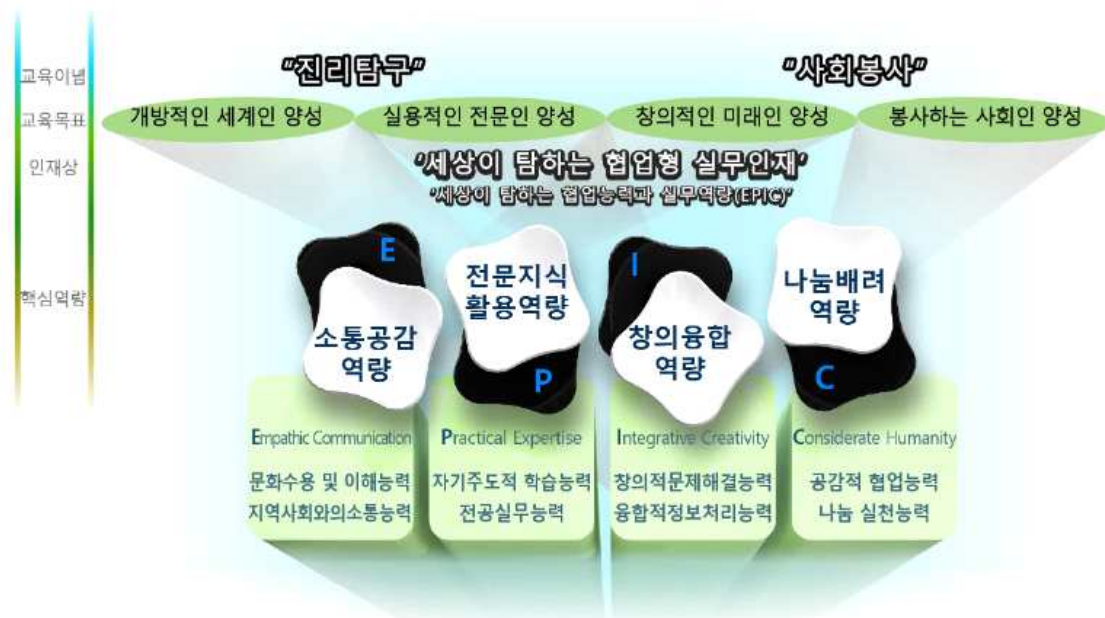 교육이념
"진리탐구" "사회봉사"
교육목표
개방적인 세계인 양성 실용적인 전문인 양성 창의적인 미래인 양성 봉사하는 사회인 양성
인재상
'세상이 탐하는 협업형 실무인재'
'세상이 탐하는 협업능력과 실무역량(EPIC)'
핵심역량
E
소통공감
역량
전문지식
활용역량
P
I
창의융합
역량
나눔배려
역량
C
Empathic Communication
문화수용 및 이해능력
지역사회와의소통능력
Practical Expertise
자기주도적 학습능력
전공실무능력
Integrative Creativity
창의적문제해결능력
융합적정보처리능력
Considerate Humanity
공감적 협업능력
나눔 실천능력